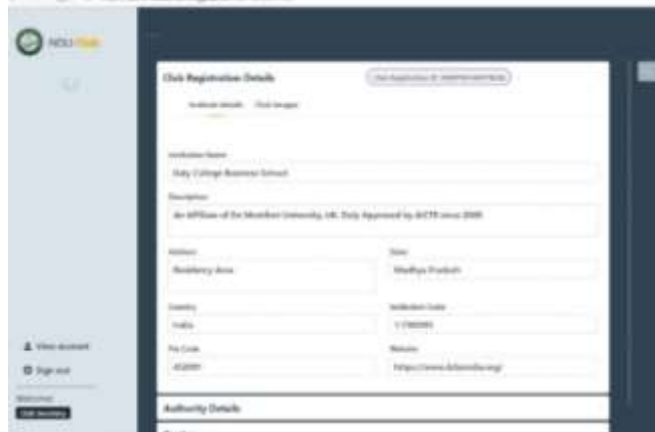 NDLI Club
Club Registration Details
Institute Details Club Images
Institution Name
Daly College Business School
Description
An Affiliate of De Montfort University, UK. Duly Approved by AICTE since 2009
Address
State
Residency Area
Madhya Pradesh
Country
Institution Code
India
Pin Code
Website
View account
Sign out
Welcome
Authority Details